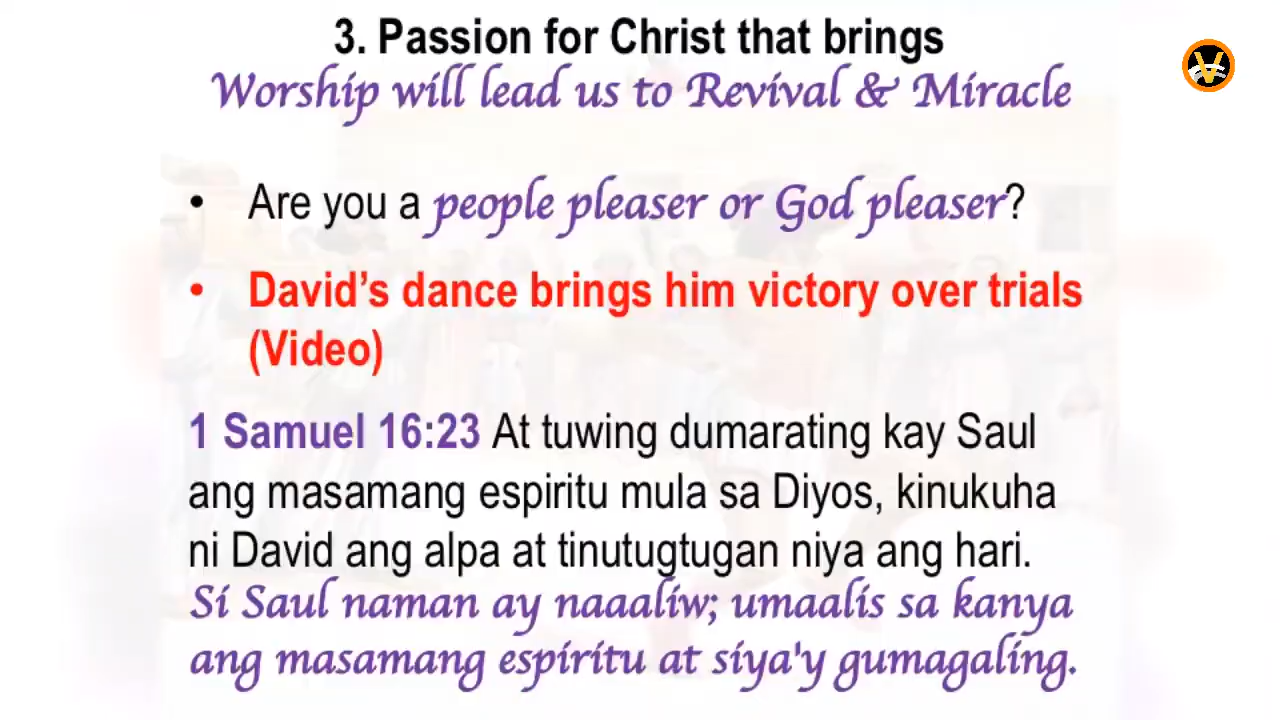 3. Passion for Christ that brings
Worship will lead us to Revival & Miracle
• Are you a people pleaser or God pleaser?
• David’s dance brings him victory over trials
(Video)
1 Samuel 16:23 At tuwing dumarating kay Saul
ang masamang espiritu mula sa Diyos, kinukuha
ni David ang alpa at tinutugtugan niya ang hari.
Si Saul naman ay naaaliw; umaalis sa kanya
ang masamang espiritu at siya'y gumagaling.
V